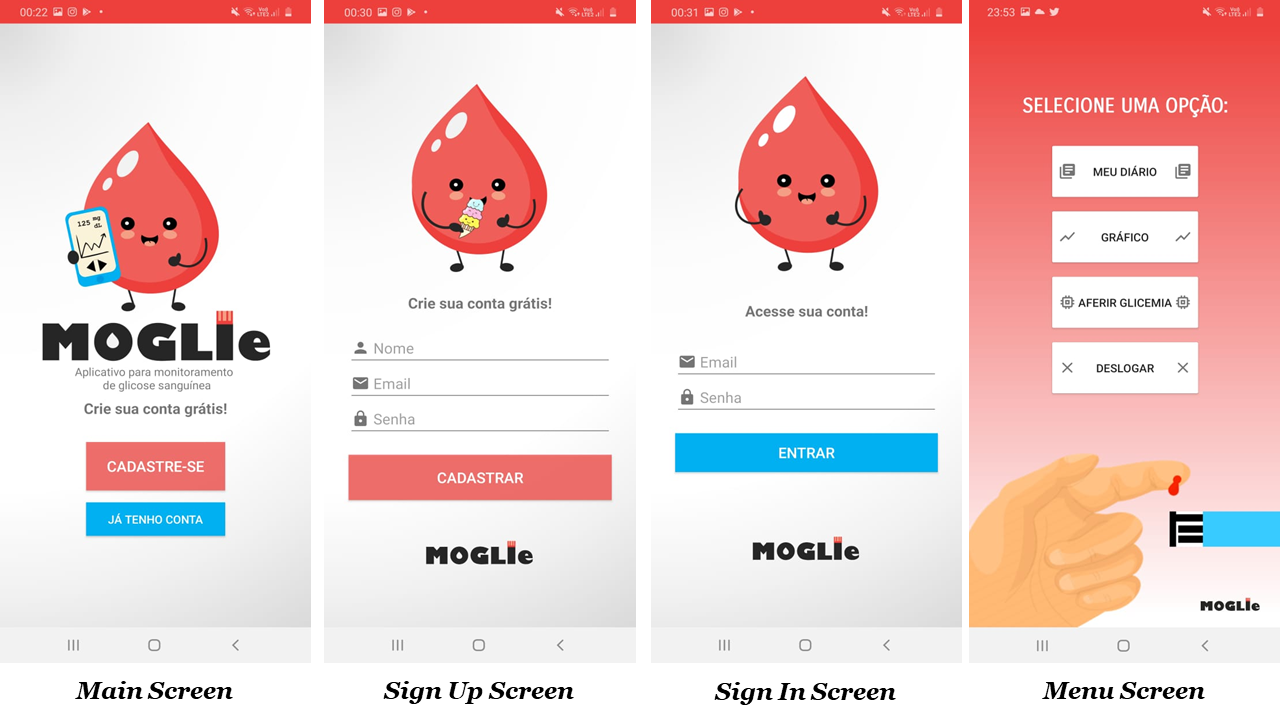 00:22
125 mg
dL
MOGLIe
Aplicativo para monitoramento
de glicose sanguínea
Crie sua conta grátis!
CADASTRE-SE
JÁ TENHO CONTA
Main Screen
00:30
Crie sua conta grátis!
Nome
Email
Senha
CADASTRAR
MOGLIe
Sign Up Screen
00:31
Acesse sua conta!
Email
Senha
ENTRAR
MOGLIe
Sign In Screen
23:53
SELECIONE UMA OPÇÃO:
MEU DIÁRIO
GRÁFICO
AFERIR GLICEMIA
DESLOGAR
MOGLIe
Menu Screen